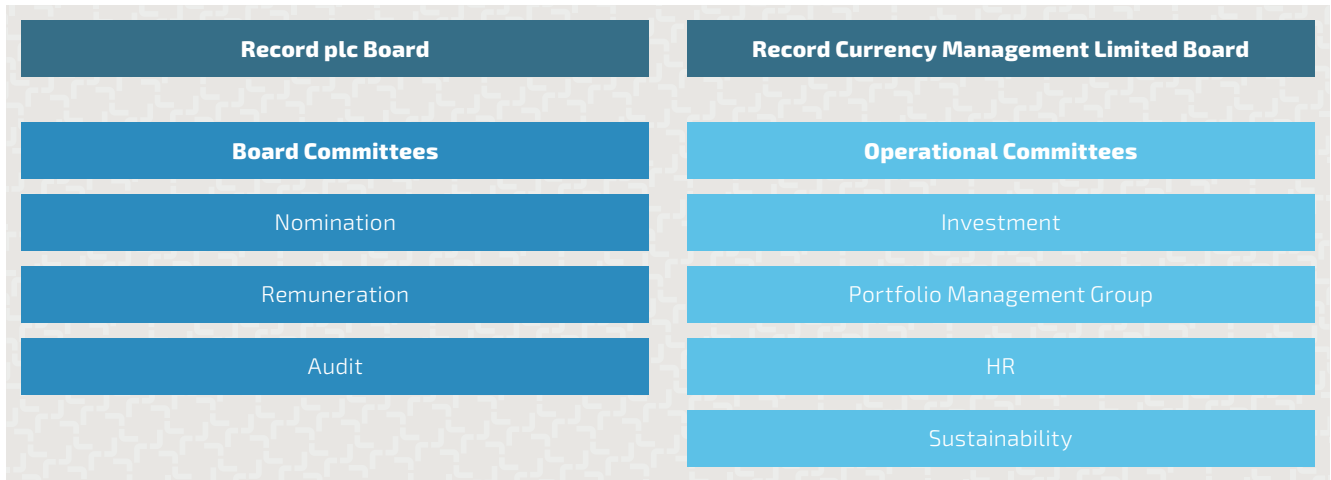 Record plc Board
Board Committees
Nomination
Remuneration
Audit
Record Currency Management Limited Board
Operational Committees
Investment
Portfolio Management Group
HR
Sustainability